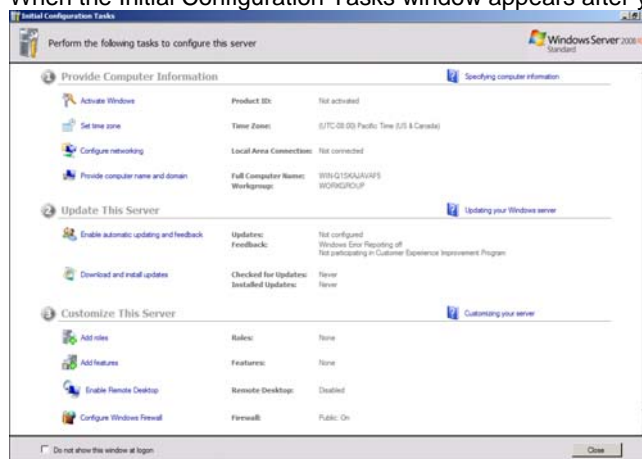 When the Initial Configuration Tasks window appears after y
Initial Configuration Tasks
Perform the following tasks to configure this server
Windows Server 2008
Standard
1 Provide Computer Information
Specifying computer information
Activate Windows Product ID: Not activated
Set time zone Time Zone: (UTC-08:00) Pacific Time (US & Canada)
Configure networking Local Area Connection: Not connected
Provide computer name and domain Full Computer Name:
Workgroup: WORKGROUP
2 Update This Server
Updating your Windows server
Enable automatic updating and feedback Updates: Not configured
Feedback: Windows Error Reporting off
Not participating in Customer Experience Improvement Program
Download and install updates Checked for Updates: Never
Installed Updates: Never
3 Customize This Server
Customizing your server
Add roles Roles: None
Add features Features: None
Enable Remote Desktop Remote Desktop: Disabled
Configure Windows Firewall Firewall: Public: On
Do not show this window at logon
Close